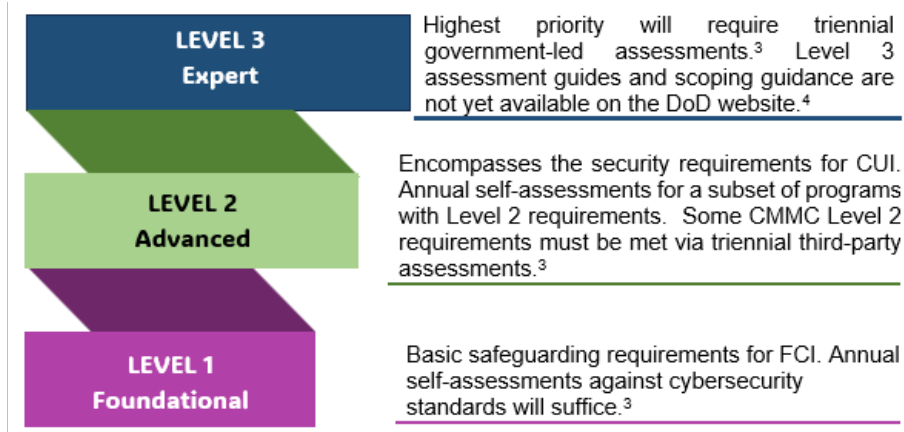 LEVEL 3
Expert
Highest priority will require triennial
government-led assessments.³ Level 3
assessment guides and scoping guidance are
not yet available on the DoD website.⁴
LEVEL 2
Advanced
Encompasses the security requirements for CUI.
Annual self-assessments for a subset of programs
with Level 2 requirements. Some CMMC Level 2
requirements must be met via triennial third-party
assessments.³
LEVEL 1
Foundational
Basic safeguarding requirements for FCI. Annual
self-assessments against cybersecurity
standards will suffice.³